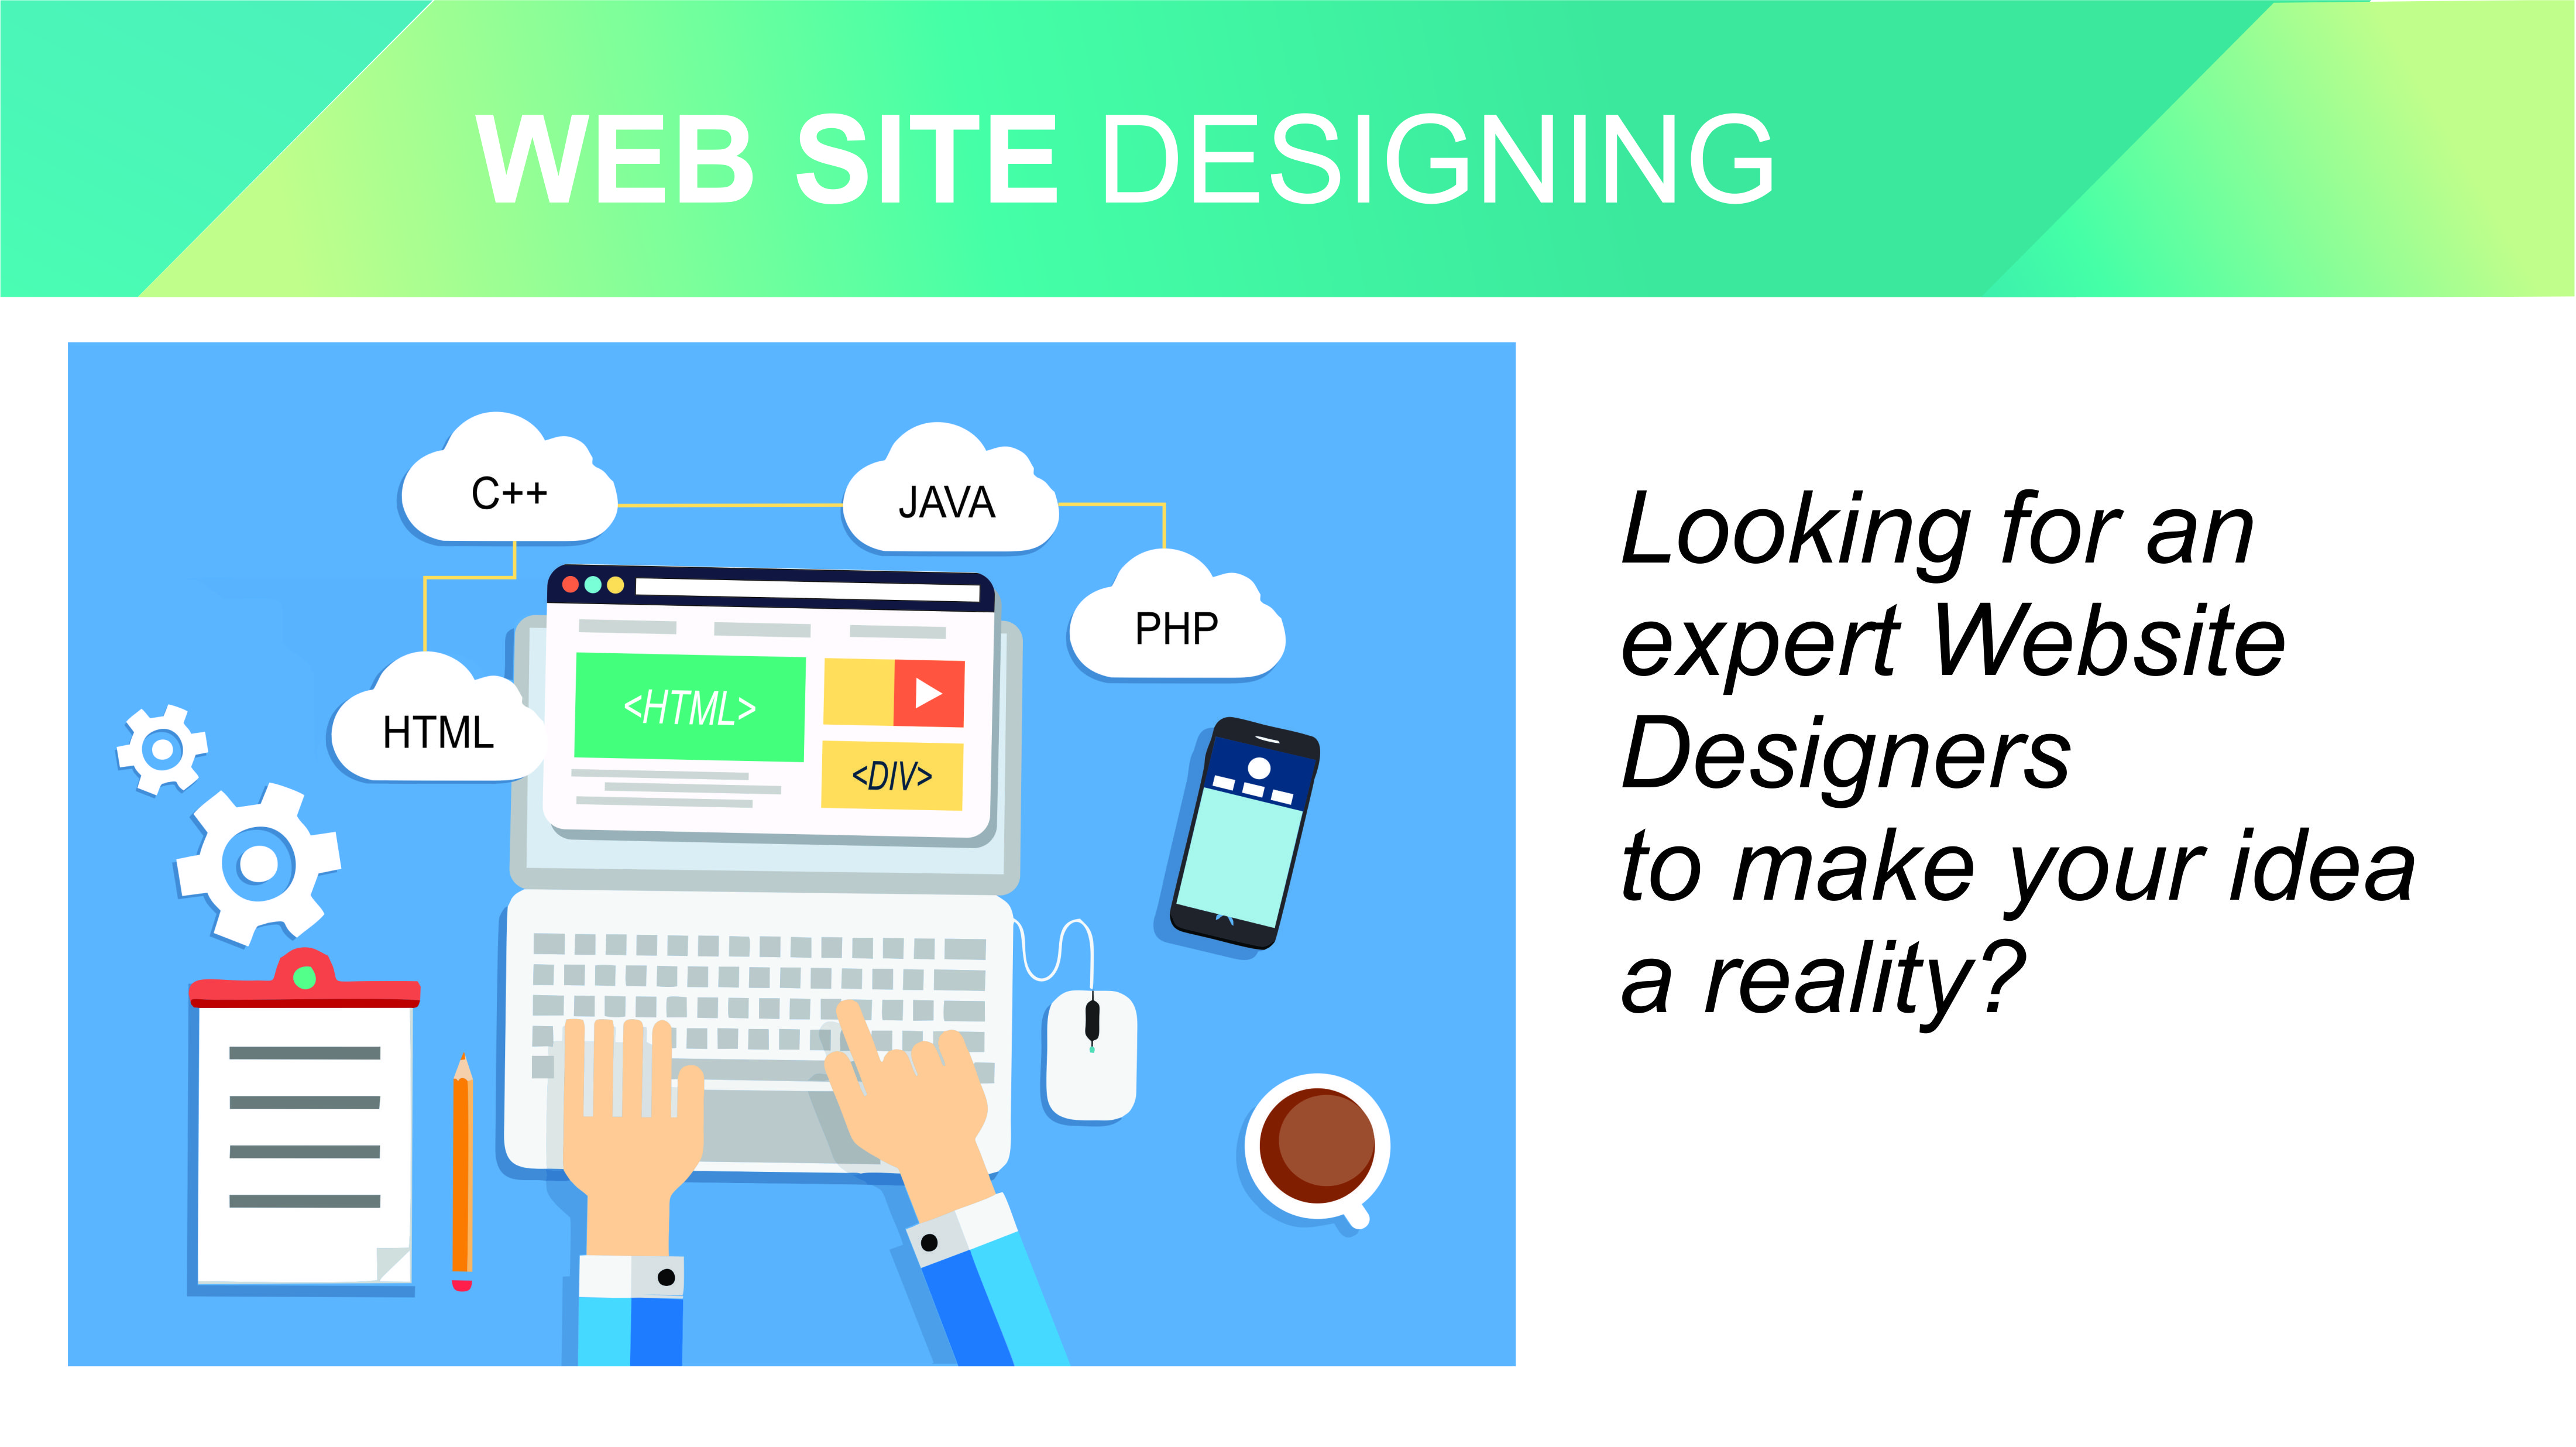 WEB SITE DESIGNING
C++
JAVA
PHP
HTML
<HTML>
<DIV>
Looking for an
expert Website
Designers
to make your idea
a reality?